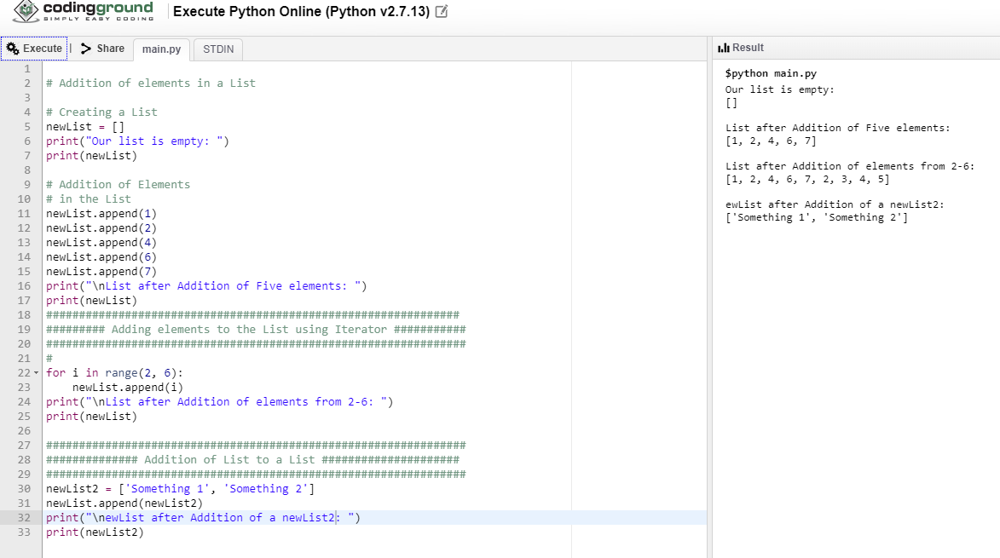 codingground
SIMPLY EASY CODING
Execute Python Online (Python v2.7.13)
Execute | Share main.py STDIN
1
2 # Addition of elements in a List
3
4 # Creating a List
5 newList = []
6 print("Our list is empty: ")
7 print(newList)
8
9 # Addition of Elements
10 # in the List
11 newList.append(1)
12 newList.append(2)
13 newList.append(4)
14 newList.append(6)
15 newList.append(7)
16 print("\nList after Addition of Five elements: ")
17 print(newList)
18 ###############################################################
19 ######### Adding elements to the List using Iterator ###########
20 ################################################################
21 #
22 for i in range(2, 6):
23     newList.append(i)
24 print("\nList after Addition of elements from 2-6: ")
25 print(newList)
26
27 ################################################################
28 ############## Addition of List to a List #####################
29 ################################################################
30 newList2 = ['Something 1', 'Something 2']
31 newList.append(newList2)
32 print("\newList after Addition of a newList2: ")
33 print(newList2)
Result
$python main.py
Our list is empty:
[]
List after Addition of Five elements:
[1, 2, 4, 6, 7]
List after Addition of elements from 2-6:
[1, 2, 4, 6, 7, 2, 3, 4, 5]
ewList after Addition of a newList2:
['Something 1', 'Something 2']